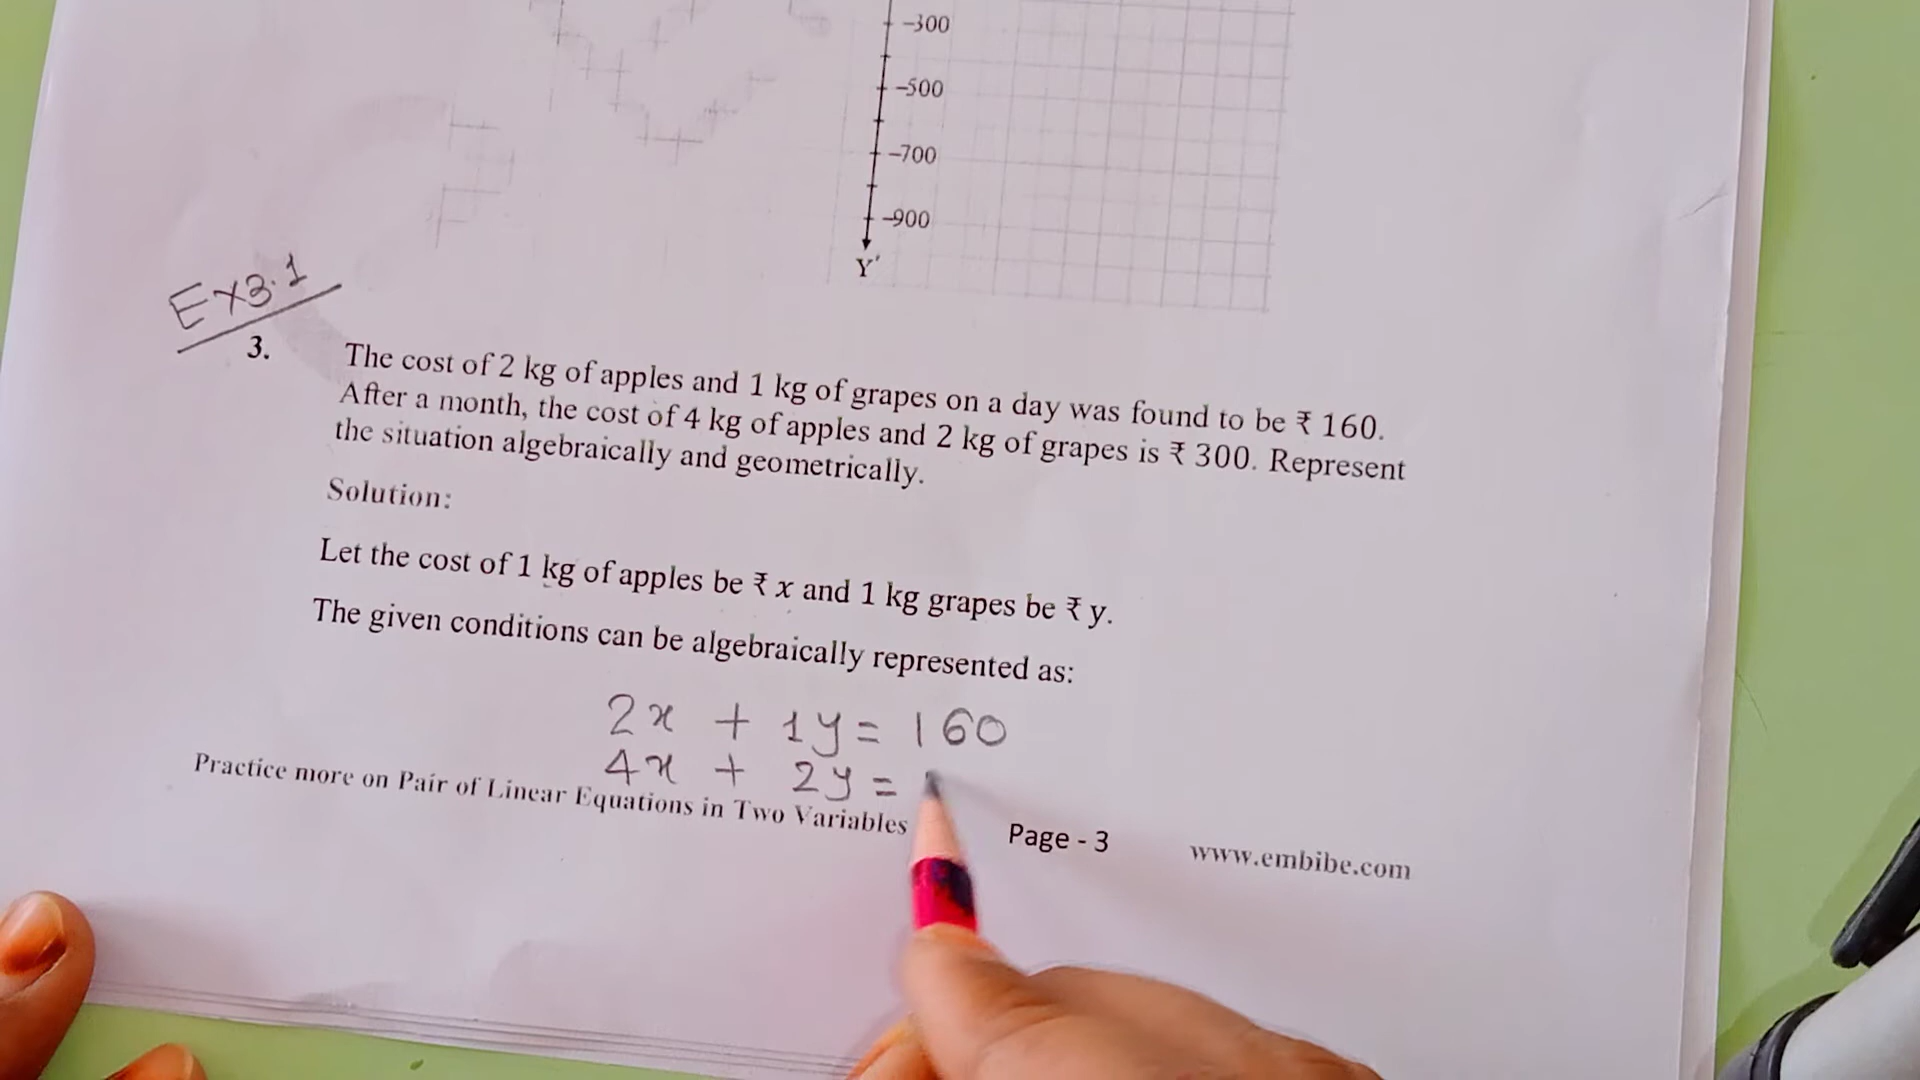 -300
-500
-700
-900
Y'
Ex3.1
3.
The cost of 2 kg of apples and 1 kg of grapes on a day was found to be ₹ 160.
After a month, the cost of 4 kg of apples and 2 kg of grapes is ₹ 300. Represent
the situation algebraically and geometrically.
Solution:
Let the cost of 1 kg of apples be ₹ x and 1 kg grapes be ₹ y.
The given conditions can be algebraically represented as:
2x + 1y = 160
4x + 2y =
Practice more on Pair of Linear Equations in Two Variables Page - 3 www.embibe.com